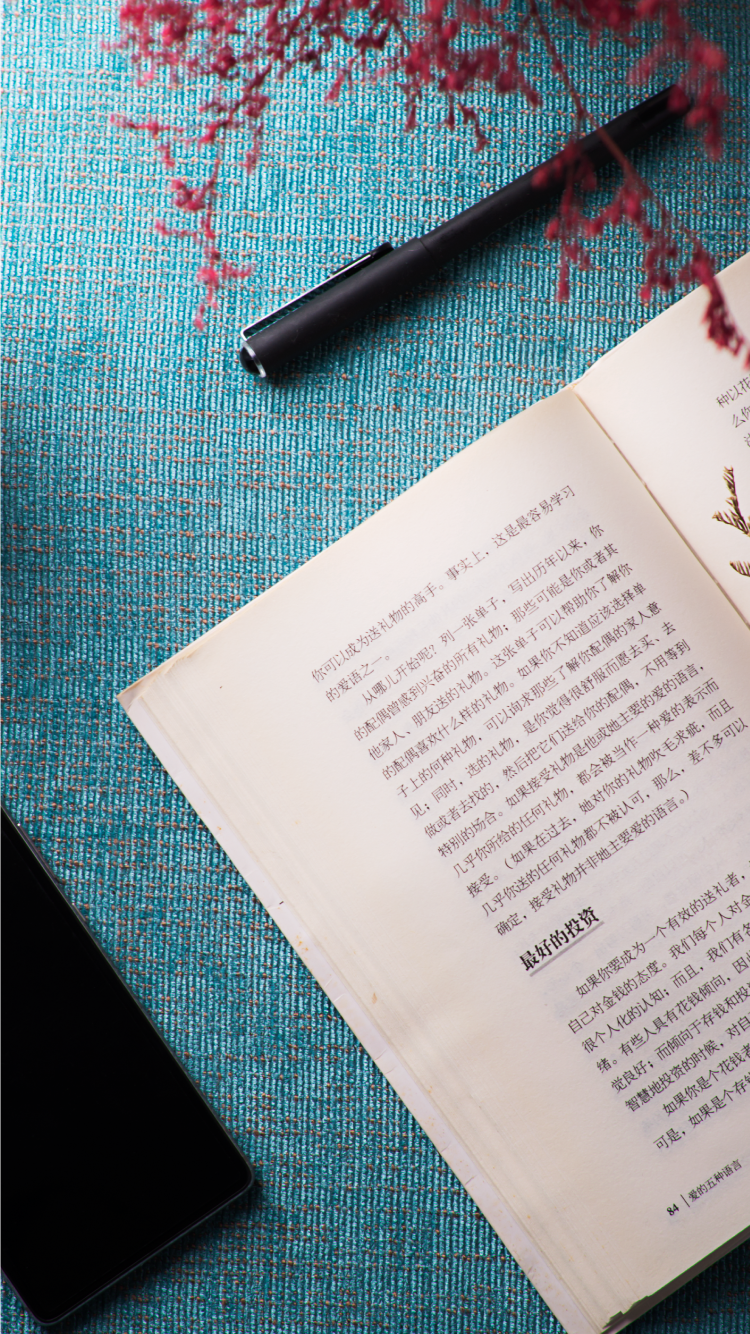 你可以成为送礼物的高手。事实上，这是最容易学习
的爱语之一。
从哪儿开始呢？列一张单子，写出历年以来，你
的配偶曾感到兴奋的所有礼物；那些可能是你或者其
他家人、朋友送的礼物。这张单子可以帮助你了解你
的配偶喜欢什么样的礼物。如果你不知道应该选择单
子上的何种礼物，可以询求那些了解你配偶的家人意
见；同时，选的礼物，是你觉得很舒服而愿去买、去
做或者去找的，然后把它们送给你的配偶，不用等到
特别的场合。如果接受礼物是他或她主要的爱的语言，
几乎你所给的任何礼物，都会被当作一种爱的表示而
接受。（如果在过去，她对你的礼物吹毛求疵，而且
几乎你送的任何礼物都不被认可，那么，差不多可以
确定，接受礼物并非她主要爱的语言。）
最好的投资
如果你要成为一个有效的送礼者，
自己对金钱的态度。我们每个人对金
很个人化的认知；而且，我们有各
绪。有些人具有花钱倾向，因此
觉良好；而倾向于存钱和股
智慧地投资的时候，对自
如果你是个花钱者
可是，如果是个存钱
84 | 爱的五种语言
种以花
么你